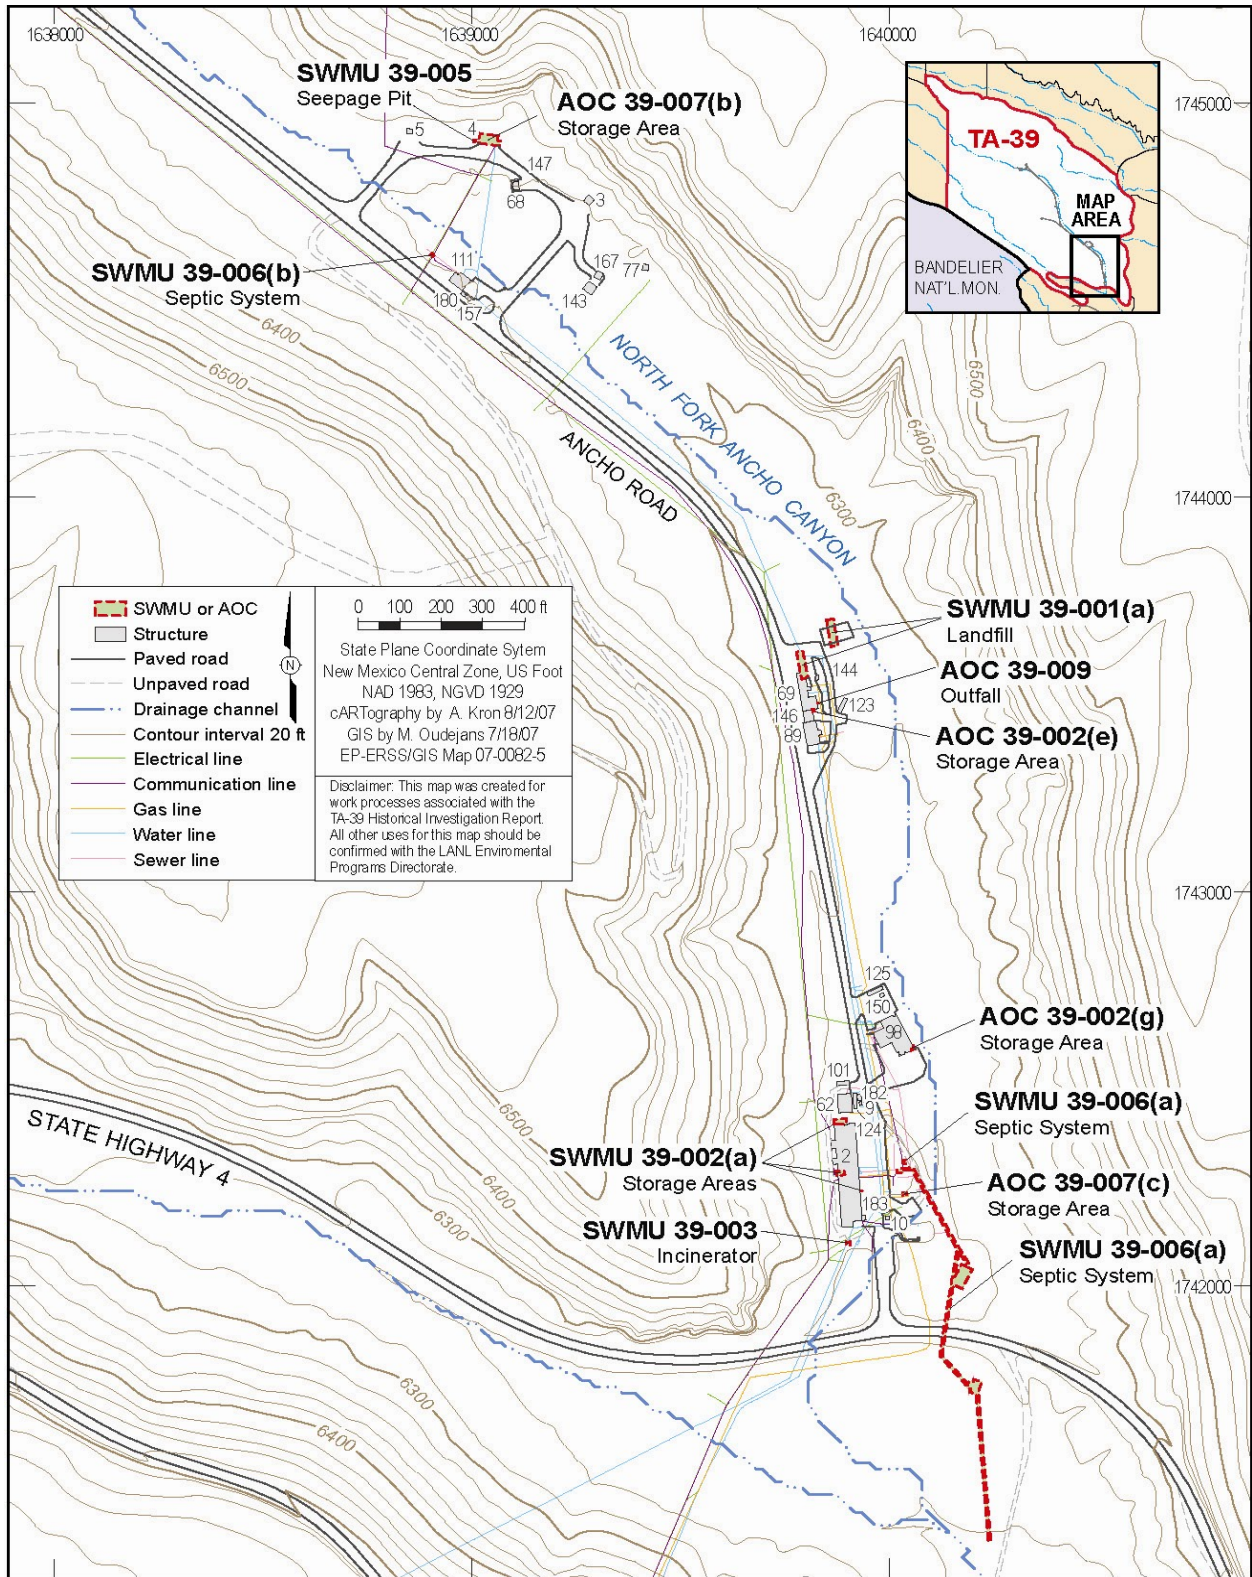 1638000
1639000
1640000
SWMU 39-005
Seepage Pit
AOC 39-007(b)
Storage Area
1745000
TA-39
MAP
AREA
BANDELIER
NAT'L. MON.
5
4
147
68
3
SWMU 39-006(b)
Septic System
111
180
157
167
77
143
6400
6500
NORTH FORK ANCHO CANYON
ANCHO ROAD
6500
6400
6300
1744000
SWMU or AOC
Structure
Paved road
Unpaved road
Drainage channel
Contour interval 20 ft
Electrical line
Communication line
Gas line
Water line
Sewer line
N
0 100 200 300 400 ft
State Plane Coordinate Sytem
New Mexico Central Zone, US Foot
NAD 1983, NGVD 1929
cARTography by A. Kron 8/12/07
GIS by M. Oudejans 7/18/07
EP-ERSS/GIS Map 07-0082-5
Disclaimer: This map was created for
work processes associated with the
TA-39 Historical Investigation Report.
All other uses for this map should be
confirmed with the LANL Enviromental
Programs Directorate.
SWMU 39-001(a)
Landfill
144
AOC 39-009
Outfall
69
123
146
89
AOC 39-002(e)
Storage Area
1743000
125
150
98
AOC 39-002(g)
Storage Area
101
182
62
9
124
SWMU 39-006(a)
Septic System
2
SWMU 39-002(a)
Storage Areas
AOC 39-007(c)
Storage Area
183
10
SWMU 39-003
Incinerator
SWMU 39-006(a)
Septic System
1742000
STATE HIGHWAY 4
6500
6400
6300
6300
6400